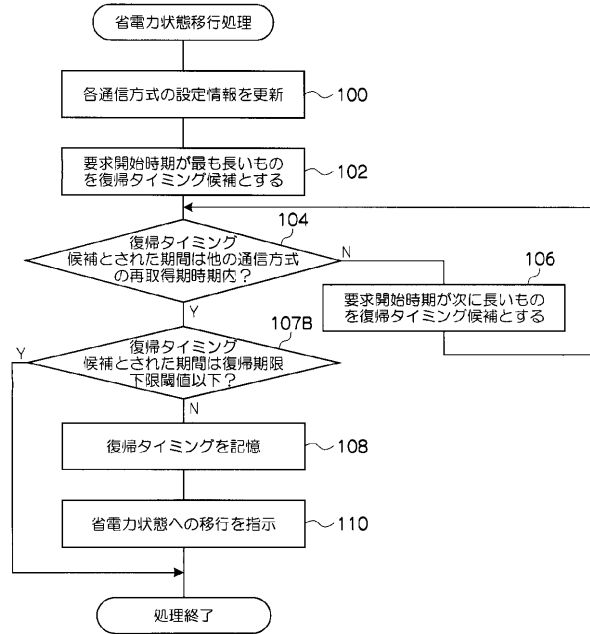 省電力状態移行処理
各通信方式の設定情報を更新
100
要求開始時期が最も長いもの
を復帰タイミング候補とする
102
104
復帰タイミング
候補とされた期間は他の通信方式
の再取得期時期内?
N
Y
106
要求開始時期が次に長いもの
を復帰タイミング候補とする
107B
復帰タイミング
候補とされた期間は復帰期限
下限閾値以下?
Y
N
復帰タイミングを記憶
108
省電力状態への移行を指示
110
処理終了